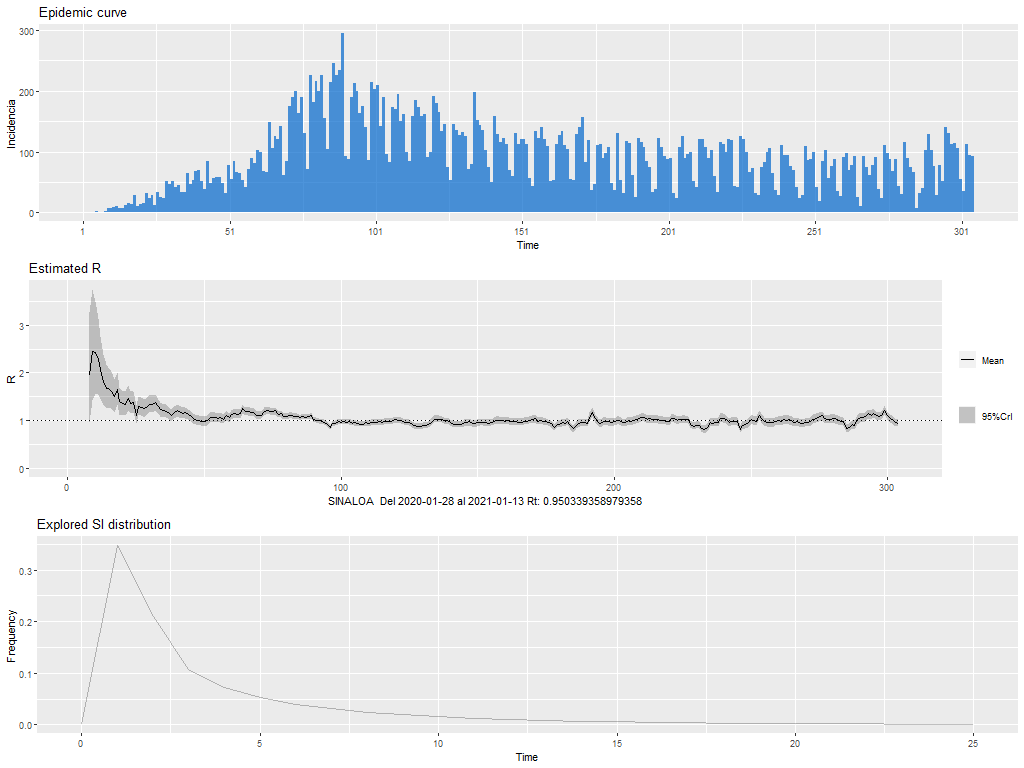 Epidemic curve
300
200
100
0
Incidencia
1 51 101 151 201 251 301
Time
Estimated R
3
2
1
0
R
Mean
95%CrI
0 100 200 300
SINALOA Del 2020-01-28 al 2021-01-13 Rt: 0.950339358979358
Explored SI distribution
0.3
0.2
0.1
0.0
Frequency
0 5 10 15 20 25
Time